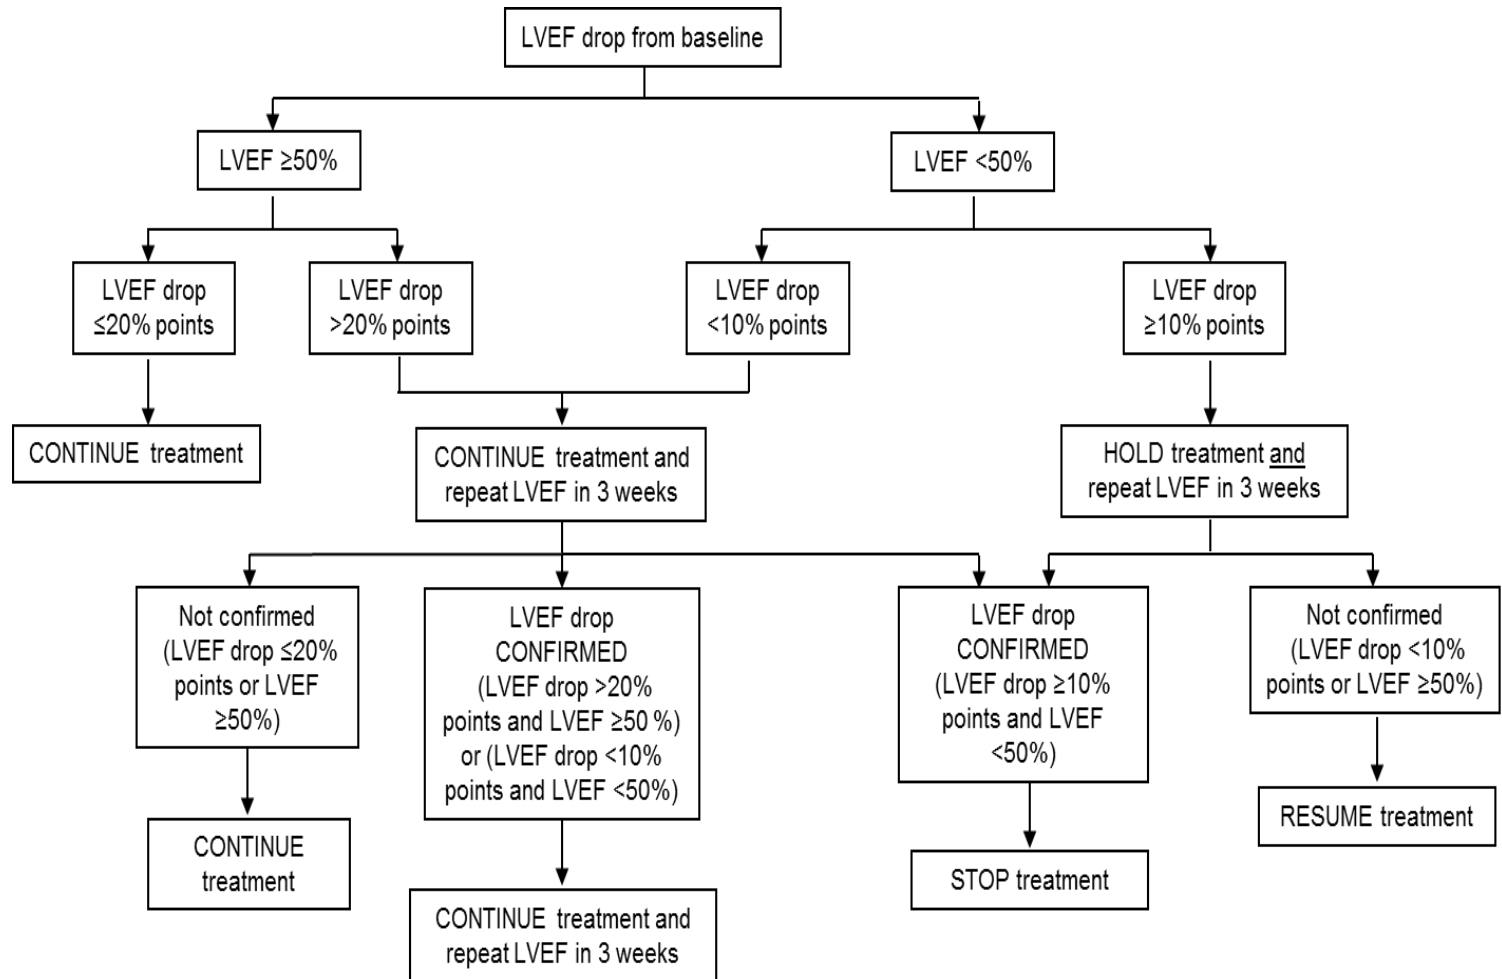 LVEF drop from baseline
LVEF ≥50%
LVEF <50%
LVEF drop
≤20% points
LVEF drop
>20% points
LVEF drop
<10% points
LVEF drop
≥10% points
CONTINUE treatment
CONTINUE treatment and
repeat LVEF in 3 weeks
HOLD treatment and
repeat LVEF in 3 weeks
Not confirmed
(LVEF drop ≤20%
points or LVEF
≥50%)
LVEF drop
CONFIRMED
(LVEF drop >20%
points and LVEF ≥50 %)
or (LVEF drop <10%
points and LVEF <50%)
LVEF drop
CONFIRMED
(LVEF drop ≥10%
points and LVEF
<50%)
Not confirmed
(LVEF drop <10%
points or LVEF ≥50%)
CONTINUE
treatment
CONTINUE treatment and
repeat LVEF in 3 weeks
STOP treatment
RESUME treatment